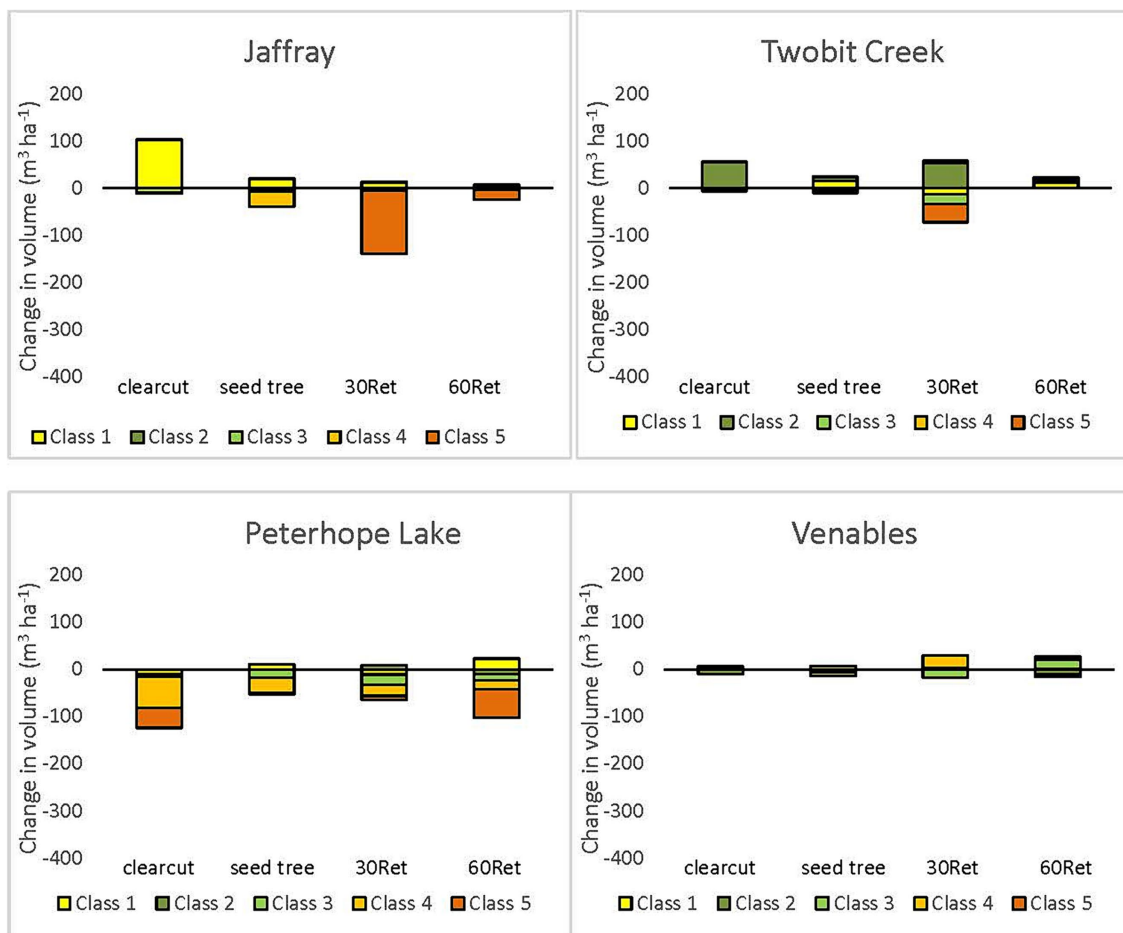 Jaffray
Change in volume (m³ ha⁻¹)
200
100
0
-100
-200
-300
-400
clearcut seed tree 30Ret 60Ret
Class 1 Class 2 Class 3 Class 4 Class 5
Twobit Creek
Change in volume (m³ ha⁻¹)
200
100
0
-100
-200
-300
-400
clearcut seed tree 30Ret 60Ret
Class 1 Class 2 Class 3 Class 4 Class 5
Peterhope Lake
Change in volume (m³ ha⁻¹)
200
100
0
-100
-200
-300
-400
clearcut seed tree 30Ret 60Ret
Class 1 Class 2 Class 3 Class 4 Class 5
Venables
Change in volume (m³ ha⁻¹)
200
100
0
-100
-200
-300
-400
clearcut seed tree 30Ret 60Ret
Class 1 Class 2 Class 3 Class 4 Class 5